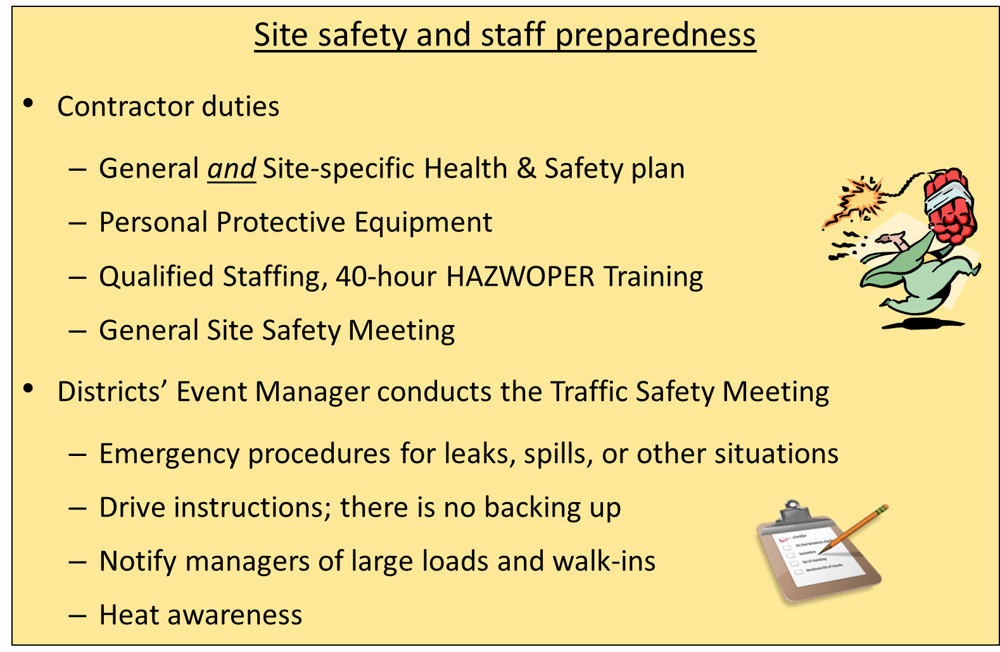 Site safety and staff preparedness
• Contractor duties
– General and Site-specific Health & Safety plan
– Personal Protective Equipment
– Qualified Staffing, 40-hour HAZWOPER Training
– General Site Safety Meeting
• Districts’ Event Manager conducts the Traffic Safety Meeting
– Emergency procedures for leaks, spills, or other situations
– Drive instructions; there is no backing up
– Notify managers of large loads and walk-ins
– Heat awareness
checklist